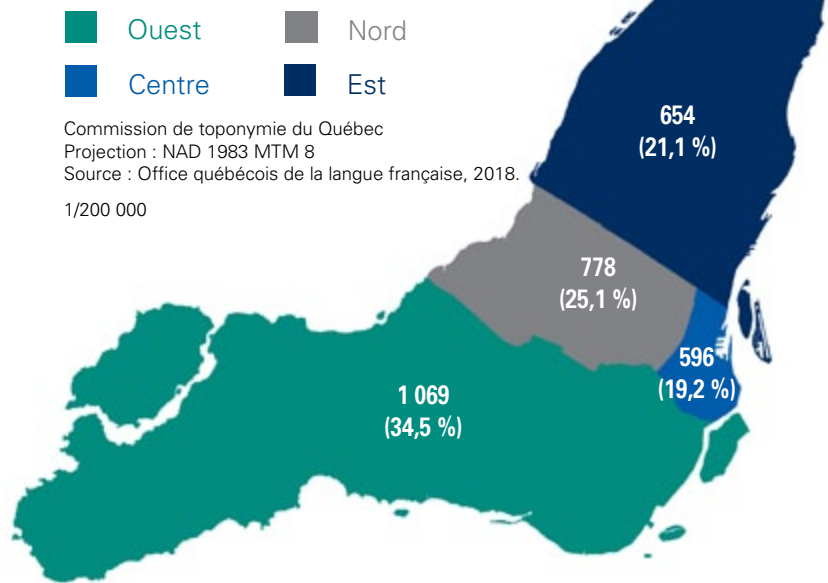 Ouest
Nord
Centre
Est
Commission de toponymie du Québec
Projection : NAD 1983 MTM 8
Source : Office québécois de la langue française, 2018.
1/200 000
654
(21,1 %)
778
(25,1 %)
596
(19,2 %)
1 069
(34,5 %)